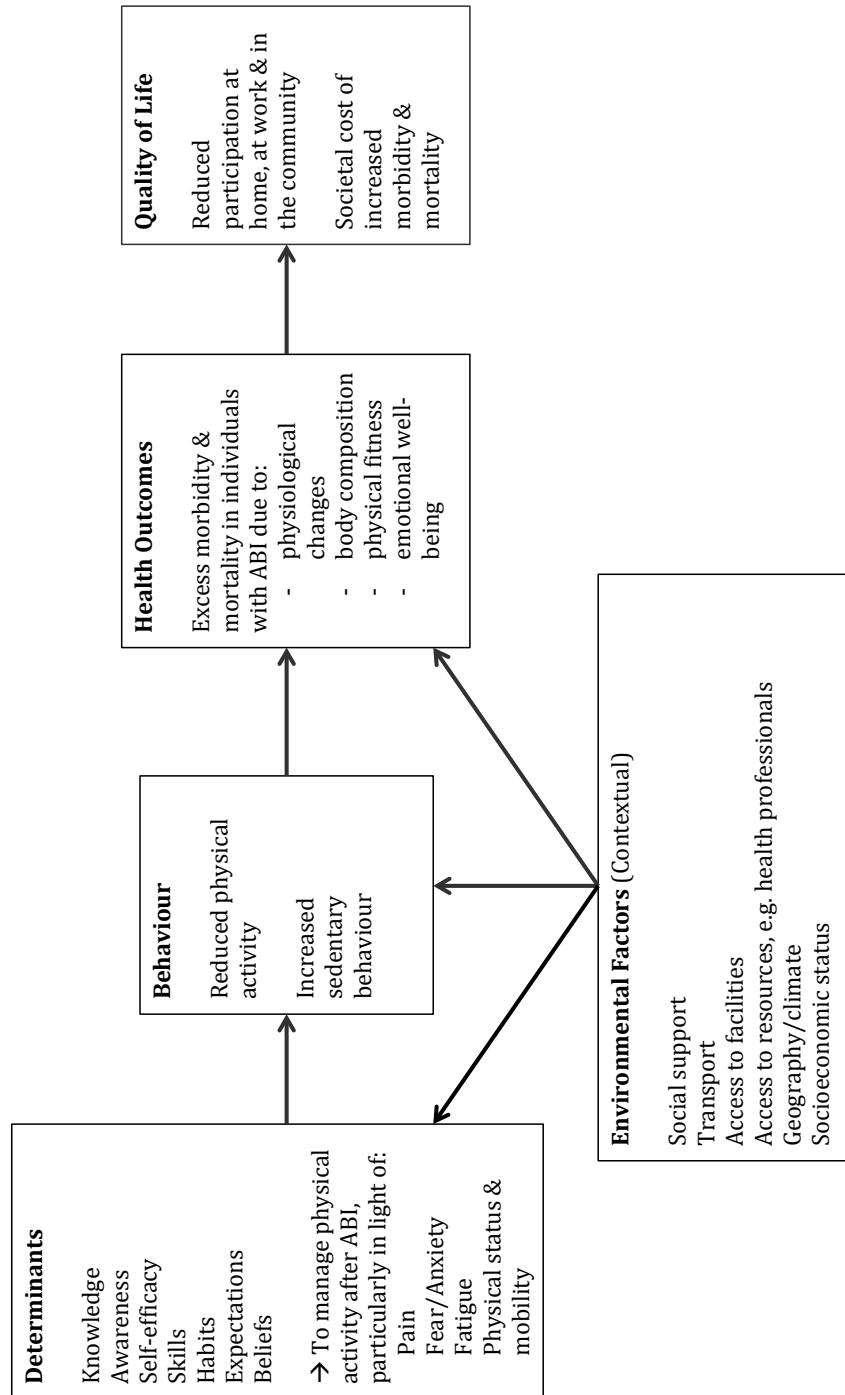 Determinants
Knowledge
Awareness
Self-efficacy
Skills
Habits
Expectations
Beliefs
→ To manage physical
activity after ABI,
particularly in light of:
Pain
Fear/Anxiety
Fatigue
Physical status &
mobility
Behaviour
Reduced physical
activity
Increased
sedentary
behaviour
Health Outcomes
Excess morbidity &
mortality in individuals
with ABI due to:
- physiological
changes
- body composition
- physical fitness
- emotional well-
being
Quality of Life
Reduced
participation at
home, at work & in
the community
Societal cost of
increased
morbidity &
mortality
Environmental Factors (Contextual)
Social support
Transport
Access to facilities
Access to resources, e.g. health professionals
Geography/climate
Socioeconomic status